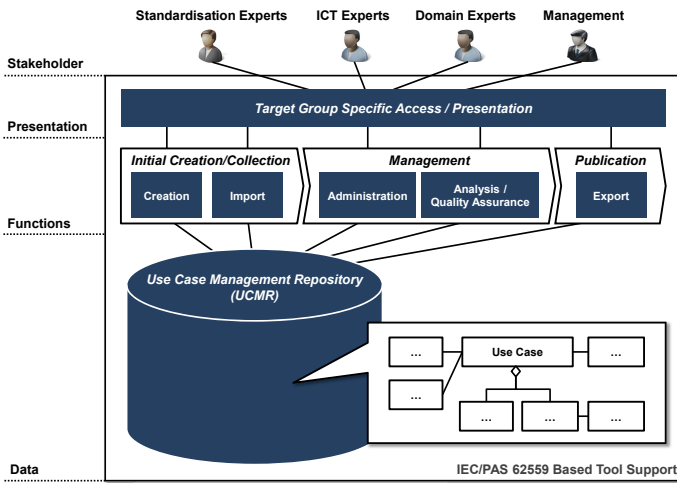 Standardisation Experts
ICT Experts
Domain Experts
Management
Stakeholder
Target Group Specific Access / Presentation
Presentation
Initial Creation/Collection
Management
Publication
Creation
Import
Administration
Analysis /
Quality Assurance
Export
Functions
Use Case Management Repository
(UCMR)
...
Use Case
...
...
...
...
...
Data
IEC/PAS 62559 Based Tool Support